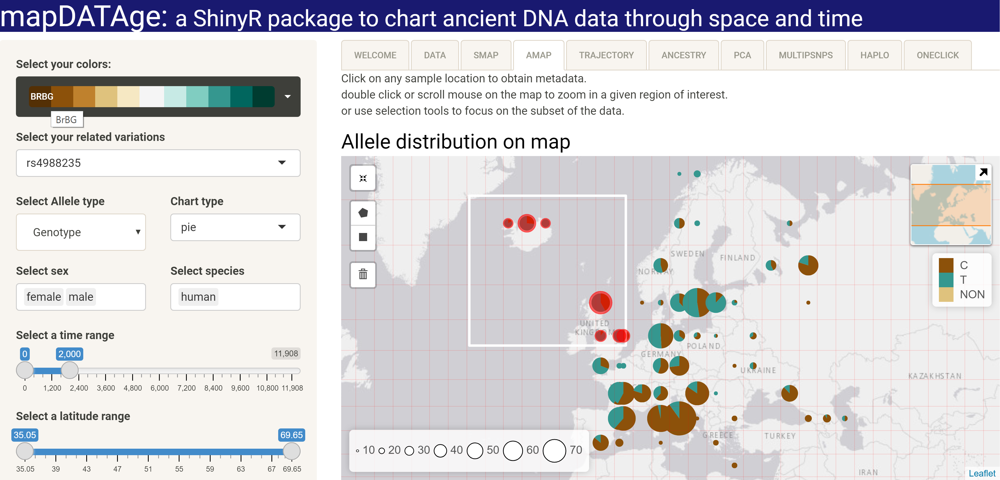 mapDATAge: a ShinyR package to chart ancient DNA data through space and time
Select your colors:
BRBG
BrBG
Select your related variations
rs4988235
Select Allele type
Chart type
Genotype
pie
Select sex
Select species
female male
human
Select a time range
0
2,000
11,908
0 1,200 2,400 3,600 4,800 6,000 7,200 8,400 9,600 10,800 11,908
Select a latitude range
35.05
69.65
35.05 39 43 47 51 55 59 63 67 69.65
WELCOME DATA SMAP AMAP TRAJECTORY ANCESTRY PCA MULTIPSNPS HAPLO ONECLICK
Click on any sample location to obtain metadata.
double click or scroll mouse on the map to zoom in a given region of interest.
or use selection tools to focus on the subset of the data.
Allele distribution on map
SWEDEN
FINLAND
NORWAY
UNITED
KINGDOM
POLAND
GERMANY
UKRAINE
KAZAKHSTAN
GREECE
TURKEY
IRAN
C
T
NON
10 20 30 40 50 60 70
Leaflet